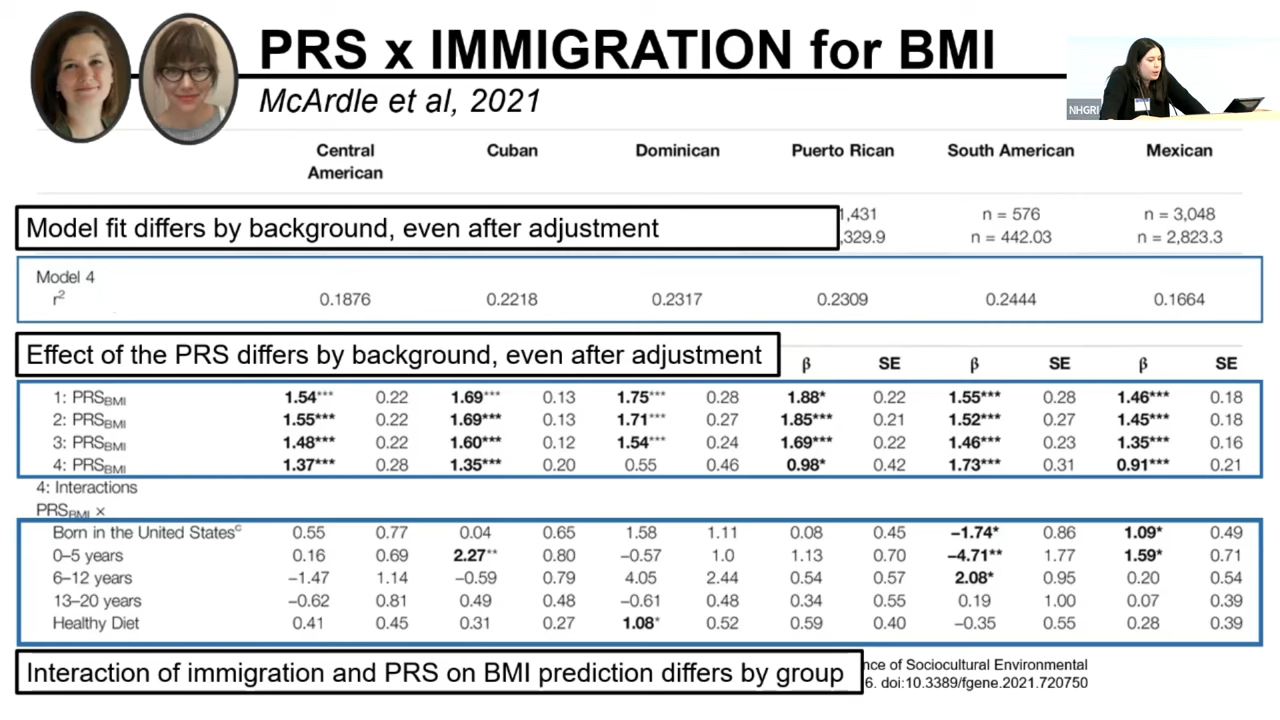 PRS x IMMIGRATION for BMI
McArdle et al, 2021
NHGRI
Central American Cuban Dominican Puerto Rican South American Mexican
Model fit differs by background, even after adjustment
1,431 n = 576 n = 3,048
,329.9 n = 442.03 n = 2,823.3
Model 4
r² 0.1876 0.2218 0.2317 0.2309 0.2444 0.1664
Effect of the PRS differs by background, even after adjustment
β SE β SE β SE
1: PRSBMI 1.54*** 0.22 1.69*** 0.13 1.75*** 0.28 1.88* 0.22 1.55*** 0.28 1.46*** 0.18
2: PRSBMI 1.55*** 0.22 1.69*** 0.13 1.71*** 0.27 1.85*** 0.21 1.52*** 0.27 1.45*** 0.18
3: PRSBMI 1.48*** 0.22 1.60*** 0.12 1.54*** 0.24 1.69*** 0.22 1.46*** 0.23 1.35*** 0.16
4: PRSBMI 1.37*** 0.28 1.35*** 0.20 0.55 0.46 0.98* 0.42 1.73*** 0.31 0.91*** 0.21
4: Interactions
PRSBMI ×
Born in the United Statesᶜ 0.55 0.77 0.04 0.65 1.58 1.11 0.08 0.45 −1.74* 0.86 1.09* 0.49
0–5 years 0.16 0.69 2.27** 0.80 −0.57 1.0 1.13 0.70 −4.71** 1.77 1.59* 0.71
6–12 years −1.47 1.14 −0.59 0.79 4.05 2.44 0.54 0.57 2.08* 0.95 0.20 0.54
13–20 years −0.62 0.81 0.49 0.48 −0.61 0.48 0.34 0.55 0.19 1.00 0.07 0.39
Healthy Diet 0.41 0.45 0.31 0.27 1.08* 0.52 0.59 0.40 −0.35 0.55 0.28 0.39
Interaction of immigration and PRS on BMI prediction differs by group
nce of Sociocultural Environmental
6. doi:10.3389/fgene.2021.720750